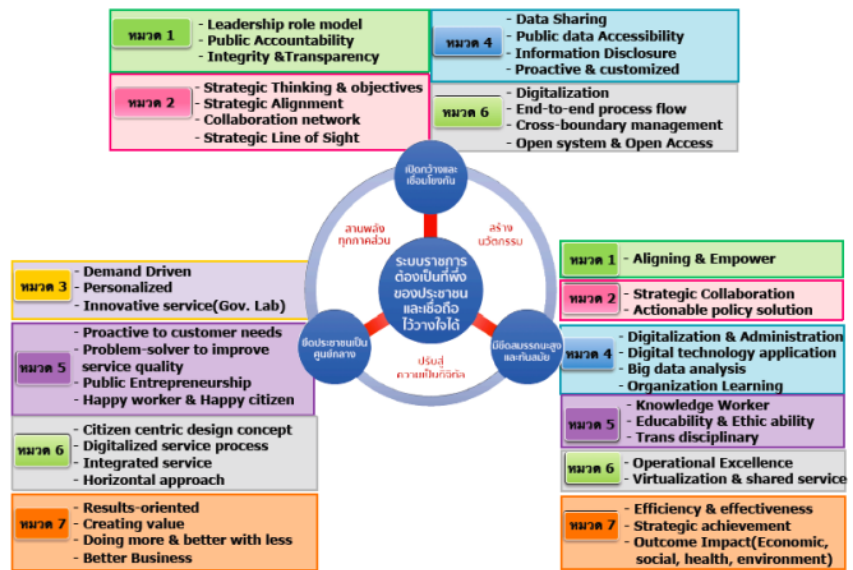 หมวด 1
- Leadership role model
- Public Accountability
- Integrity &Transparency
หมวด 2
- Strategic Thinking & objectives
- Strategic Alignment
- Collaboration network
- Strategic Line of Sight
หมวด 4
- Data Sharing
- Public data Accessibility
- Information Disclosure
- Proactive & customized
หมวด 6
- Digitalization
- End-to-end process flow
- Cross-boundary management
- Open system & Open Access
เปิดกว้างและ
เชื่อมโยงกัน
สานพลัง
ทุกภาคส่วน
สร้าง
นวัตกรรม
ระบบราชการ
ต้องเป็นที่พึ่ง
ของประชาชน
และเชื่อถือ
ไว้วางใจได้
ยึดประชาชนเป็น
ศูนย์กลาง
มีขีดสมรรถนะสูง
และทันสมัย
ปรับสู่
ความเป็นดิจิทัล
หมวด 3
- Demand Driven
- Personalized
- Innovative service(Gov. Lab)
หมวด 5
- Proactive to customer needs
- Problem-solver to improve
service quality
- Public Entrepreneurship
- Happy worker & Happy citizen
หมวด 6
- Citizen centric design concept
- Digitalized service process
- Integrated service
- Horizontal approach
หมวด 7
- Results-oriented
- Creating value
- Doing more & better with less
- Better Business
หมวด 1
- Aligning & Empower
หมวด 2
- Strategic Collaboration
- Actionable policy solution
หมวด 4
- Digitalization & Administration
- Digital technology application
- Big data analysis
- Organization Learning
หมวด 5
- Knowledge Worker
- Educability & Ethic ability
- Trans disciplinary
หมวด 6
- Operational Excellence
- Virtualization & shared service
หมวด 7
- Efficiency & effectiveness
- Strategic achievement
- Outcome Impact(Economic,
social, health, environment)